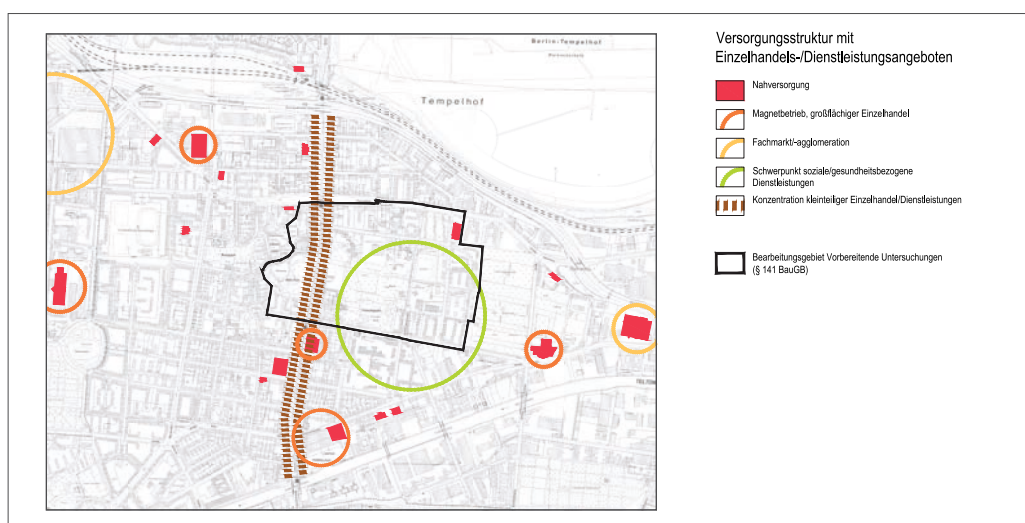 Berlin-Tempelhof
Tempelhof
Versorgungsstruktur mit
Einzelhandels-/Dienstleistungsangeboten
Nahversorgung
Magnetbetrieb, großflächiger Einzelhandel
Fachmarkt/-agglomeration
Schwerpunkt soziale/gesundheitsbezogene
Dienstleistungen
Konzentration kleinteiliger Einzelhandel/Dienstleistungen
Bearbeitungsgebiet Vorbereitende Untersuchungen
(§ 141 BauGB)